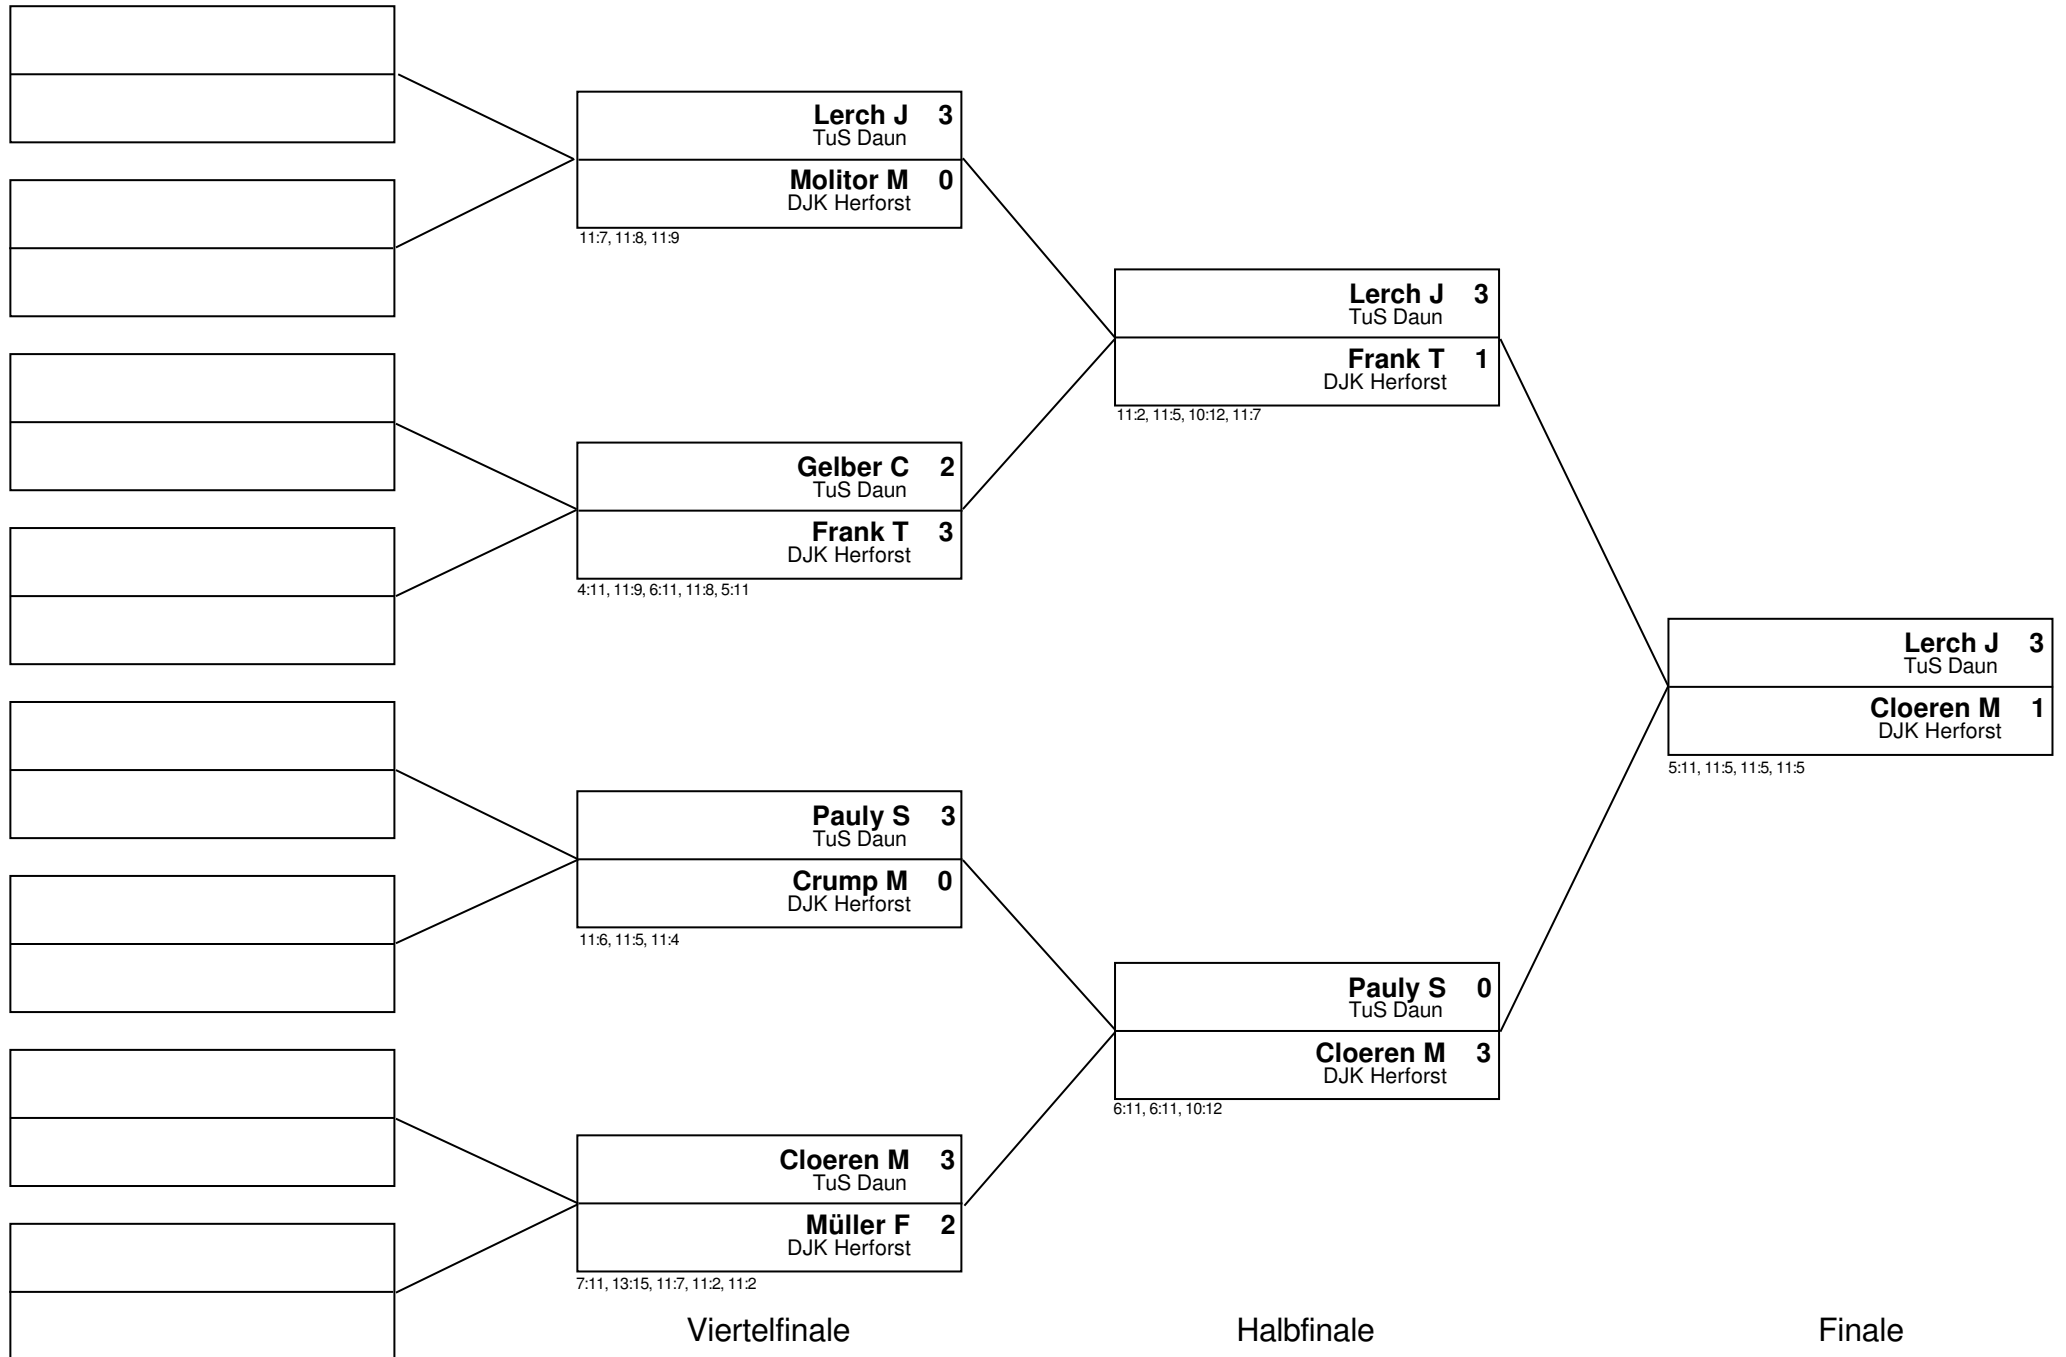 Lerch J 3
TuS Daun
Molitor M 0
DJK Herforst
11:7, 11:8, 11:9
Gelber C 2
TuS Daun
Frank T 3
DJK Herforst
4:11, 11:9, 6:11, 11:8, 5:11
Pauly S 3
TuS Daun
Crump M 0
DJK Herforst
11:6, 11:5, 11:4
Cloeren M 3
TuS Daun
Müller F 2
DJK Herforst
7:11, 13:15, 11:7, 11:2, 11:2
Viertelfinale
Lerch J 3
TuS Daun
Frank T 1
DJK Herforst
11:2, 11:5, 10:12, 11:7
Pauly S 0
TuS Daun
Cloeren M 3
DJK Herforst
6:11, 6:11, 10:12
Halbfinale
Lerch J 3
TuS Daun
Cloeren M 1
DJK Herforst
5:11, 11:5, 11:5, 11:5
Finale